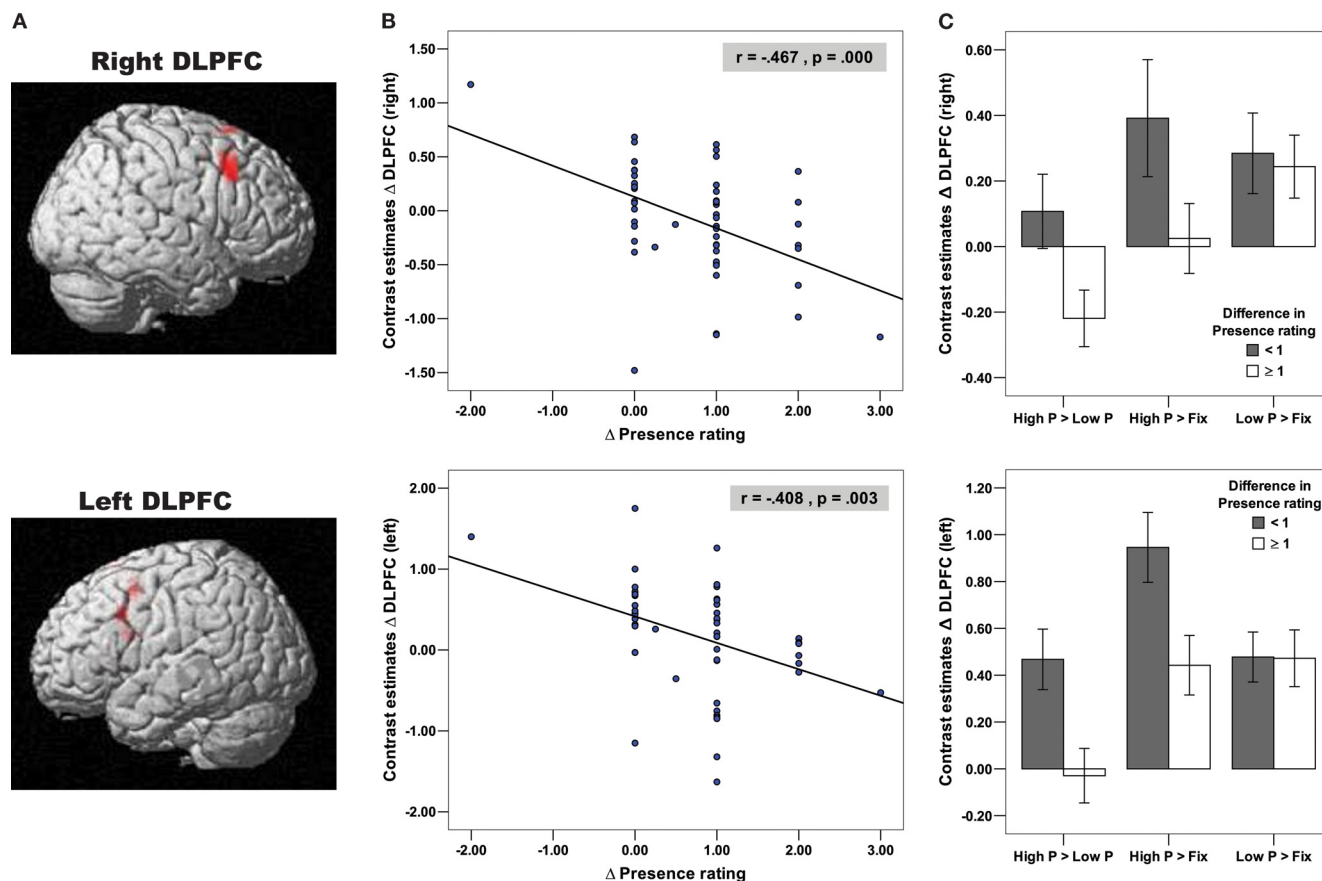 A
Right DLPFC
B
1.50
1.00
0.50
0.00
-0.50
-1.00
-1.50
Contrast estimates Δ DLPFC (right)
r = -.467 , p = .000
-2.00 -1.00 0.00 1.00 2.00 3.00
Δ Presence rating
C
0.60
0.40
0.20
0.00
-0.20
-0.40
Contrast estimates Δ DLPFC (right)
Difference in
Presence rating
< 1
≥ 1
High P > Low P High P > Fix Low P > Fix
Left DLPFC
2.00
1.00
0.00
-1.00
-2.00
Contrast estimates Δ DLPFC (left)
r = -.408 , p = .003
-2.00 -1.00 0.00 1.00 2.00 3.00
Δ Presence rating
1.20
1.00
0.80
0.60
0.40
0.20
0.00
-0.20
Contrast estimates Δ DLPFC (left)
Difference in
Presence rating
< 1
≥ 1
High P > Low P High P > Fix Low P > Fix